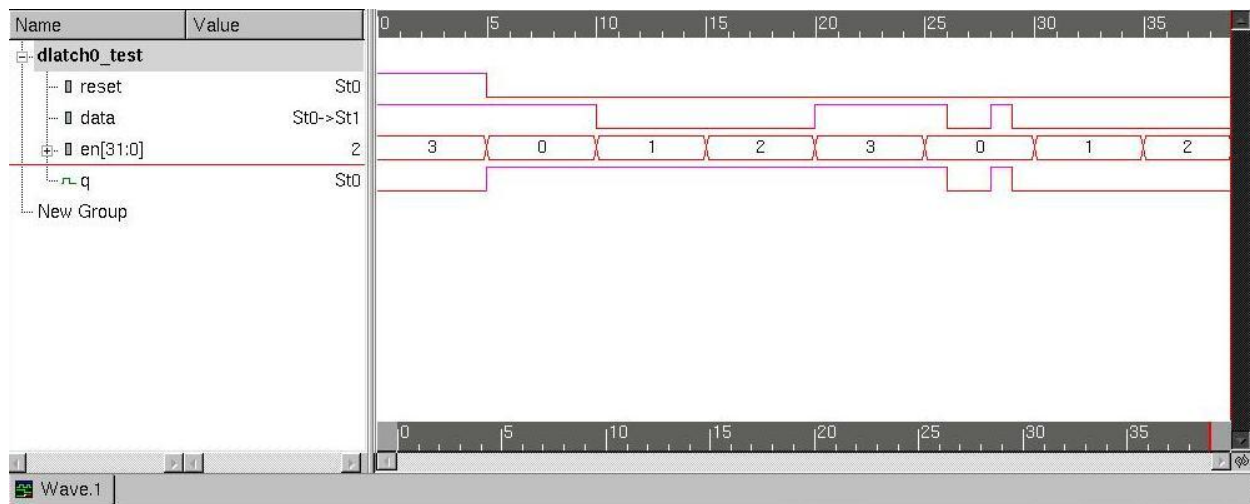 Name Value 0 5 10 15 20 25 30 35
dlatch0_test
reset St0
data St0->St1
en[31:0] 2 3 0 1 2 3 0 1 2
q St0
New Group
0 5 10 15 20 25 30 35
Wave.1